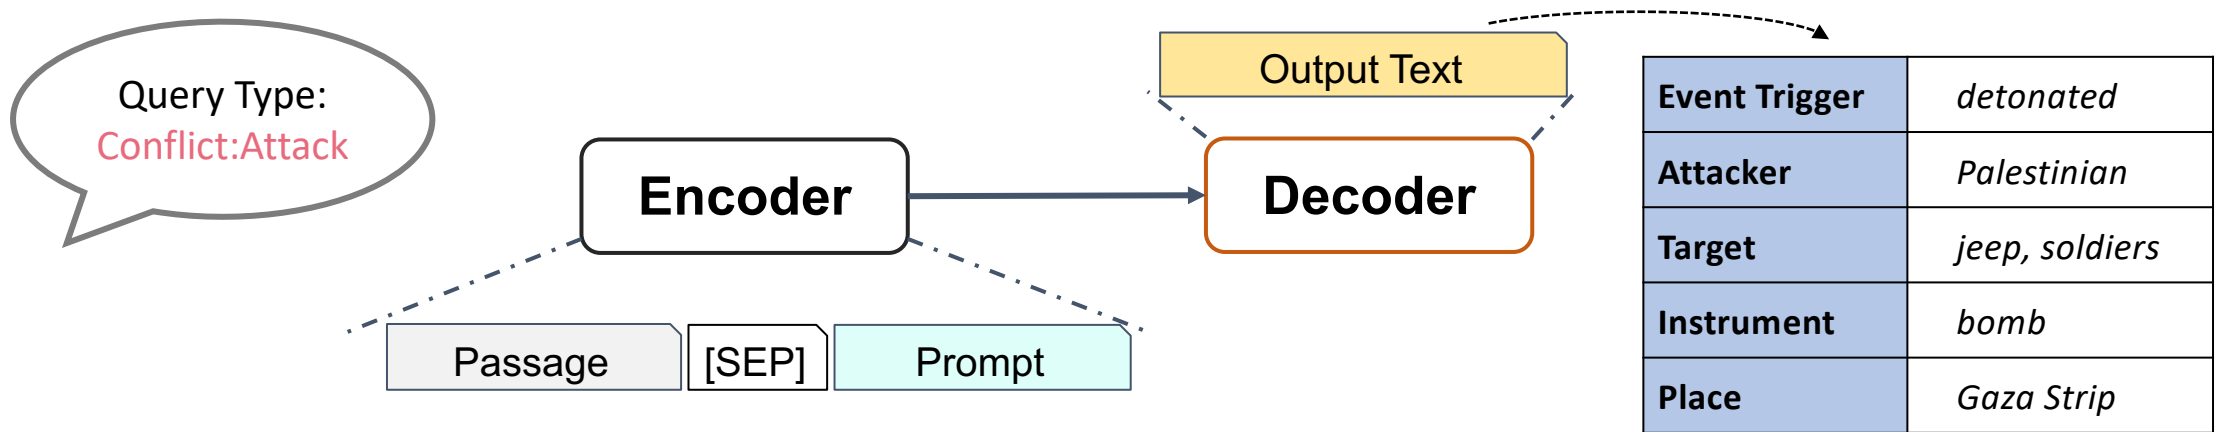 Query Type:
Conflict:Attack
Encoder
Passage
[SEP]
Prompt
Output Text
Decoder
Event Trigger detonated
Attacker Palestinian
Target jeep, soldiers
Instrument bomb
Place Gaza Strip